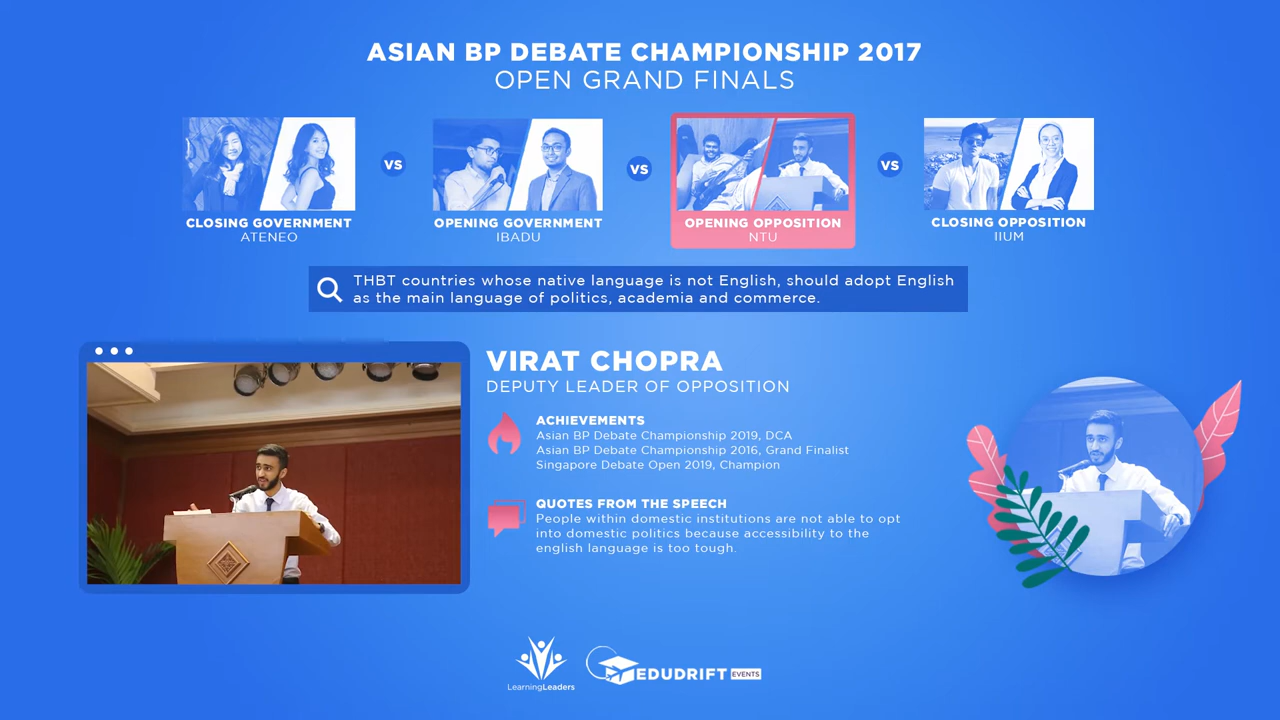 ASIAN BP DEBATE CHAMPIONSHIP 2017
OPEN GRAND FINALS
CLOSING GOVERNMENT
ATENEO
VS
OPENING GOVERNMENT
IBADU
VS
OPENING OPPOSITION
NTU
VS
CLOSING OPPOSITION
IIUM
THBT countries whose native language is not English, should adopt English
as the main language of politics, academia and commerce.
VIRAT CHOPRA
DEPUTY LEADER OF OPPOSITION
ACHIEVEMENTS
Asian BP Debate Championship 2019, DCA
Asian BP Debate Championship 2016, Grand Finalist
Singapore Debate Open 2019, Champion
QUOTES FROM THE SPEECH
People within domestic institutions are not able to opt
into domestic politics because accessibility to the
english language is too tough.
LearningLeaders
EDUDRIFT EVENTS